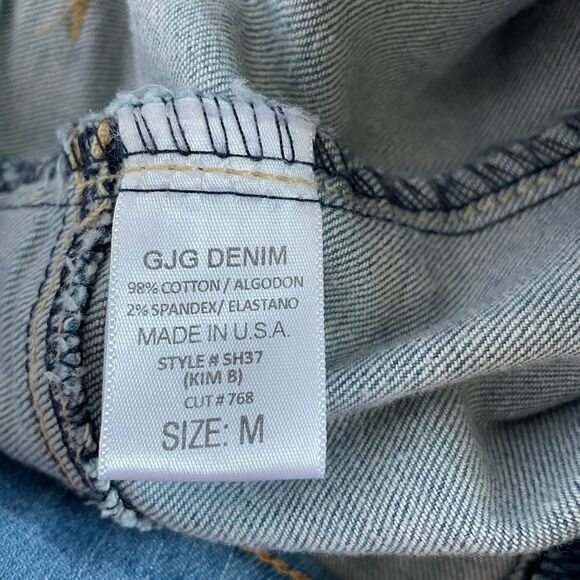 GJG DENIM
98% COTTON / ALGODON
2% SPANDEX/ ELASTANO
MADE IN U.S.A.
STYLE # SH37
(KIM B)
CUT # 768
SIZE: M